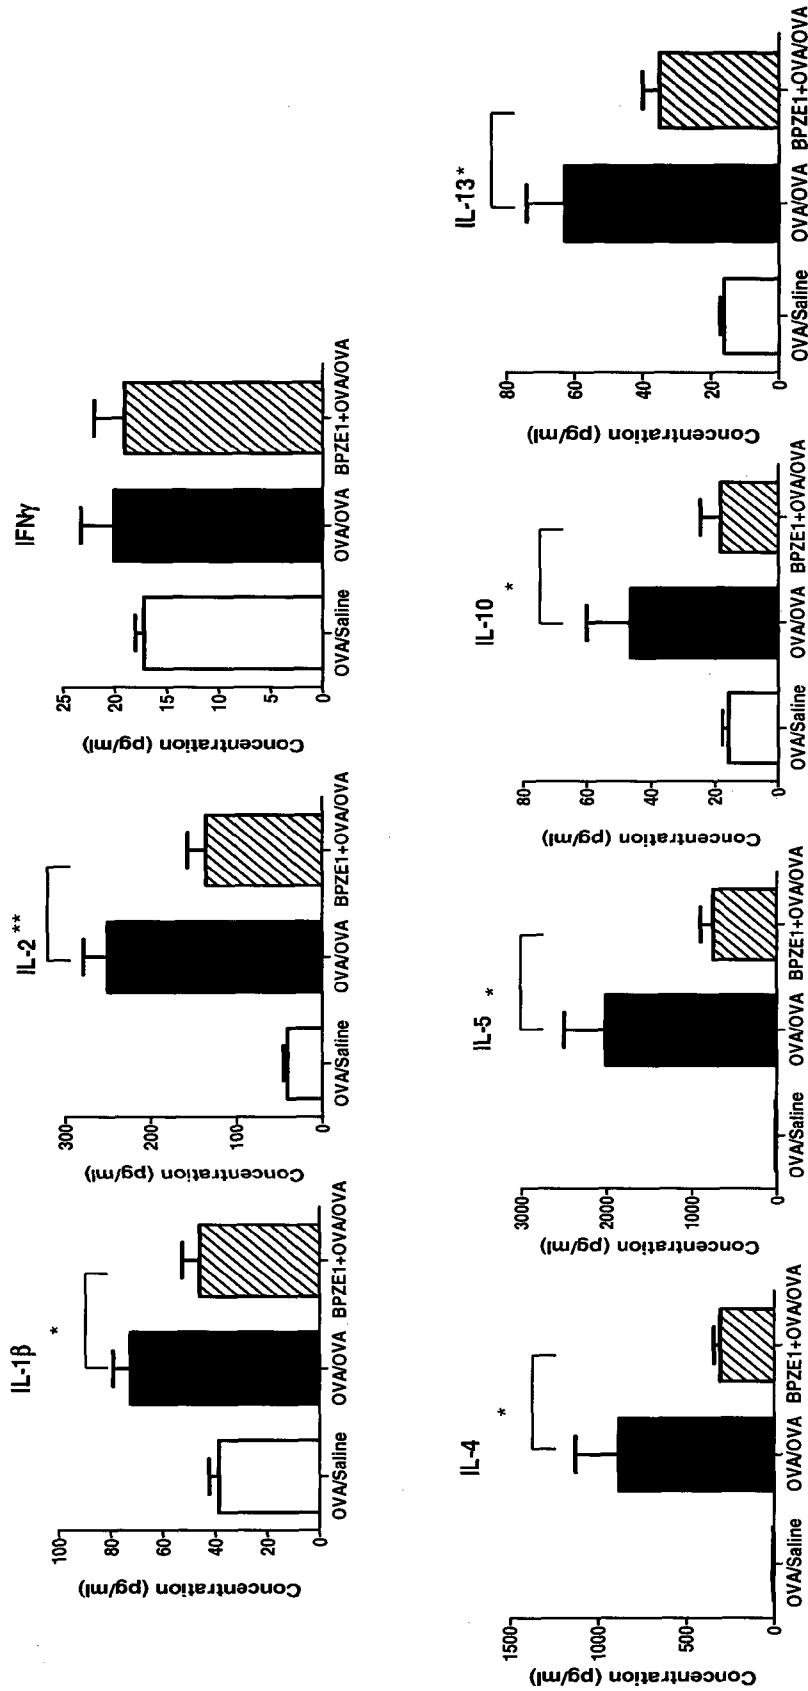 IL-1β
*
Concentration (pg/ml)
100
80
60
40
20
0
OVA/Saline
OVA/OVA
BPZE1+OVA/OVA
IL-2**
Concentration (pg/ml)
300
200
100
0
OVA/Saline
OVA/OVA
BPZE1+OVA/OVA
IFNγ
Concentration (pg/ml)
25
20
15
10
5
0
OVA/Saline
OVA/OVA
BPZE1+OVA/OVA
IL-4
*
Concentration (pg/ml)
1500
1000
500
0
OVA/Saline
OVA/OVA
BPZE1+OVA/OVA
IL-5
*
Concentration (pg/ml)
3000
2000
1000
0
OVA/Saline
OVA/OVA
BPZE1+OVA/OVA
IL-10
*
Concentration (pg/ml)
80
60
40
20
0
OVA/Saline
OVA/OVA
BPZE1+OVA/OVA
IL-13*
Concentration (pg/ml)
80
60
40
20
0
OVA/Saline
OVA/OVA
BPZE1+OVA/OVA